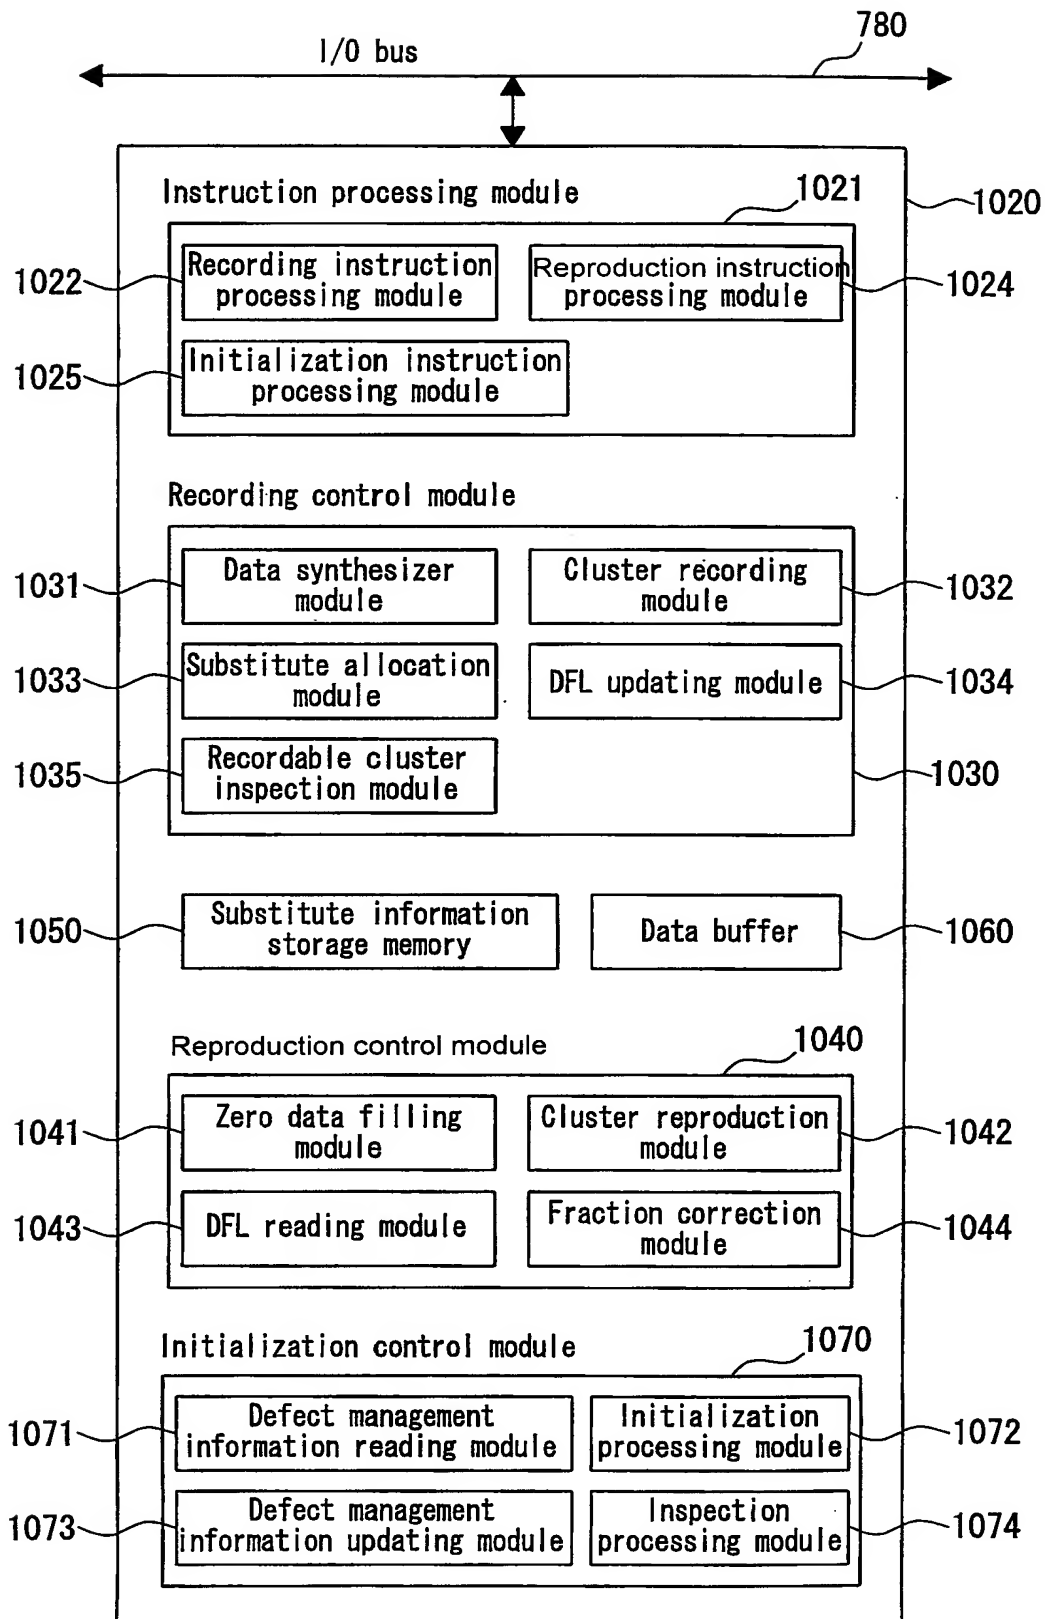 780
I/O bus
Instruction processing module
1021
1020
1022
Recording instruction
processing module
Reproduction instruction
processing module
1024
1025
Initialization instruction
processing module
Recording control module
1031
Data synthesizer
module
Cluster recording
module
1032
1033
Substitute allocation
module
DFL updating module
1034
1035
Recordable cluster
inspection module
1030
1050
Substitute information
storage memory
Data buffer
1060
Reproduction control module
1040
1041
Zero data filling
module
Cluster reproduction
module
1042
1043
DFL reading module
Fraction correction
module
1044
Initialization control module
1070
1071
Defect management
information reading module
Initialization
processing module
1072
1073
Defect management
information updating module
Inspection
processing module
1074